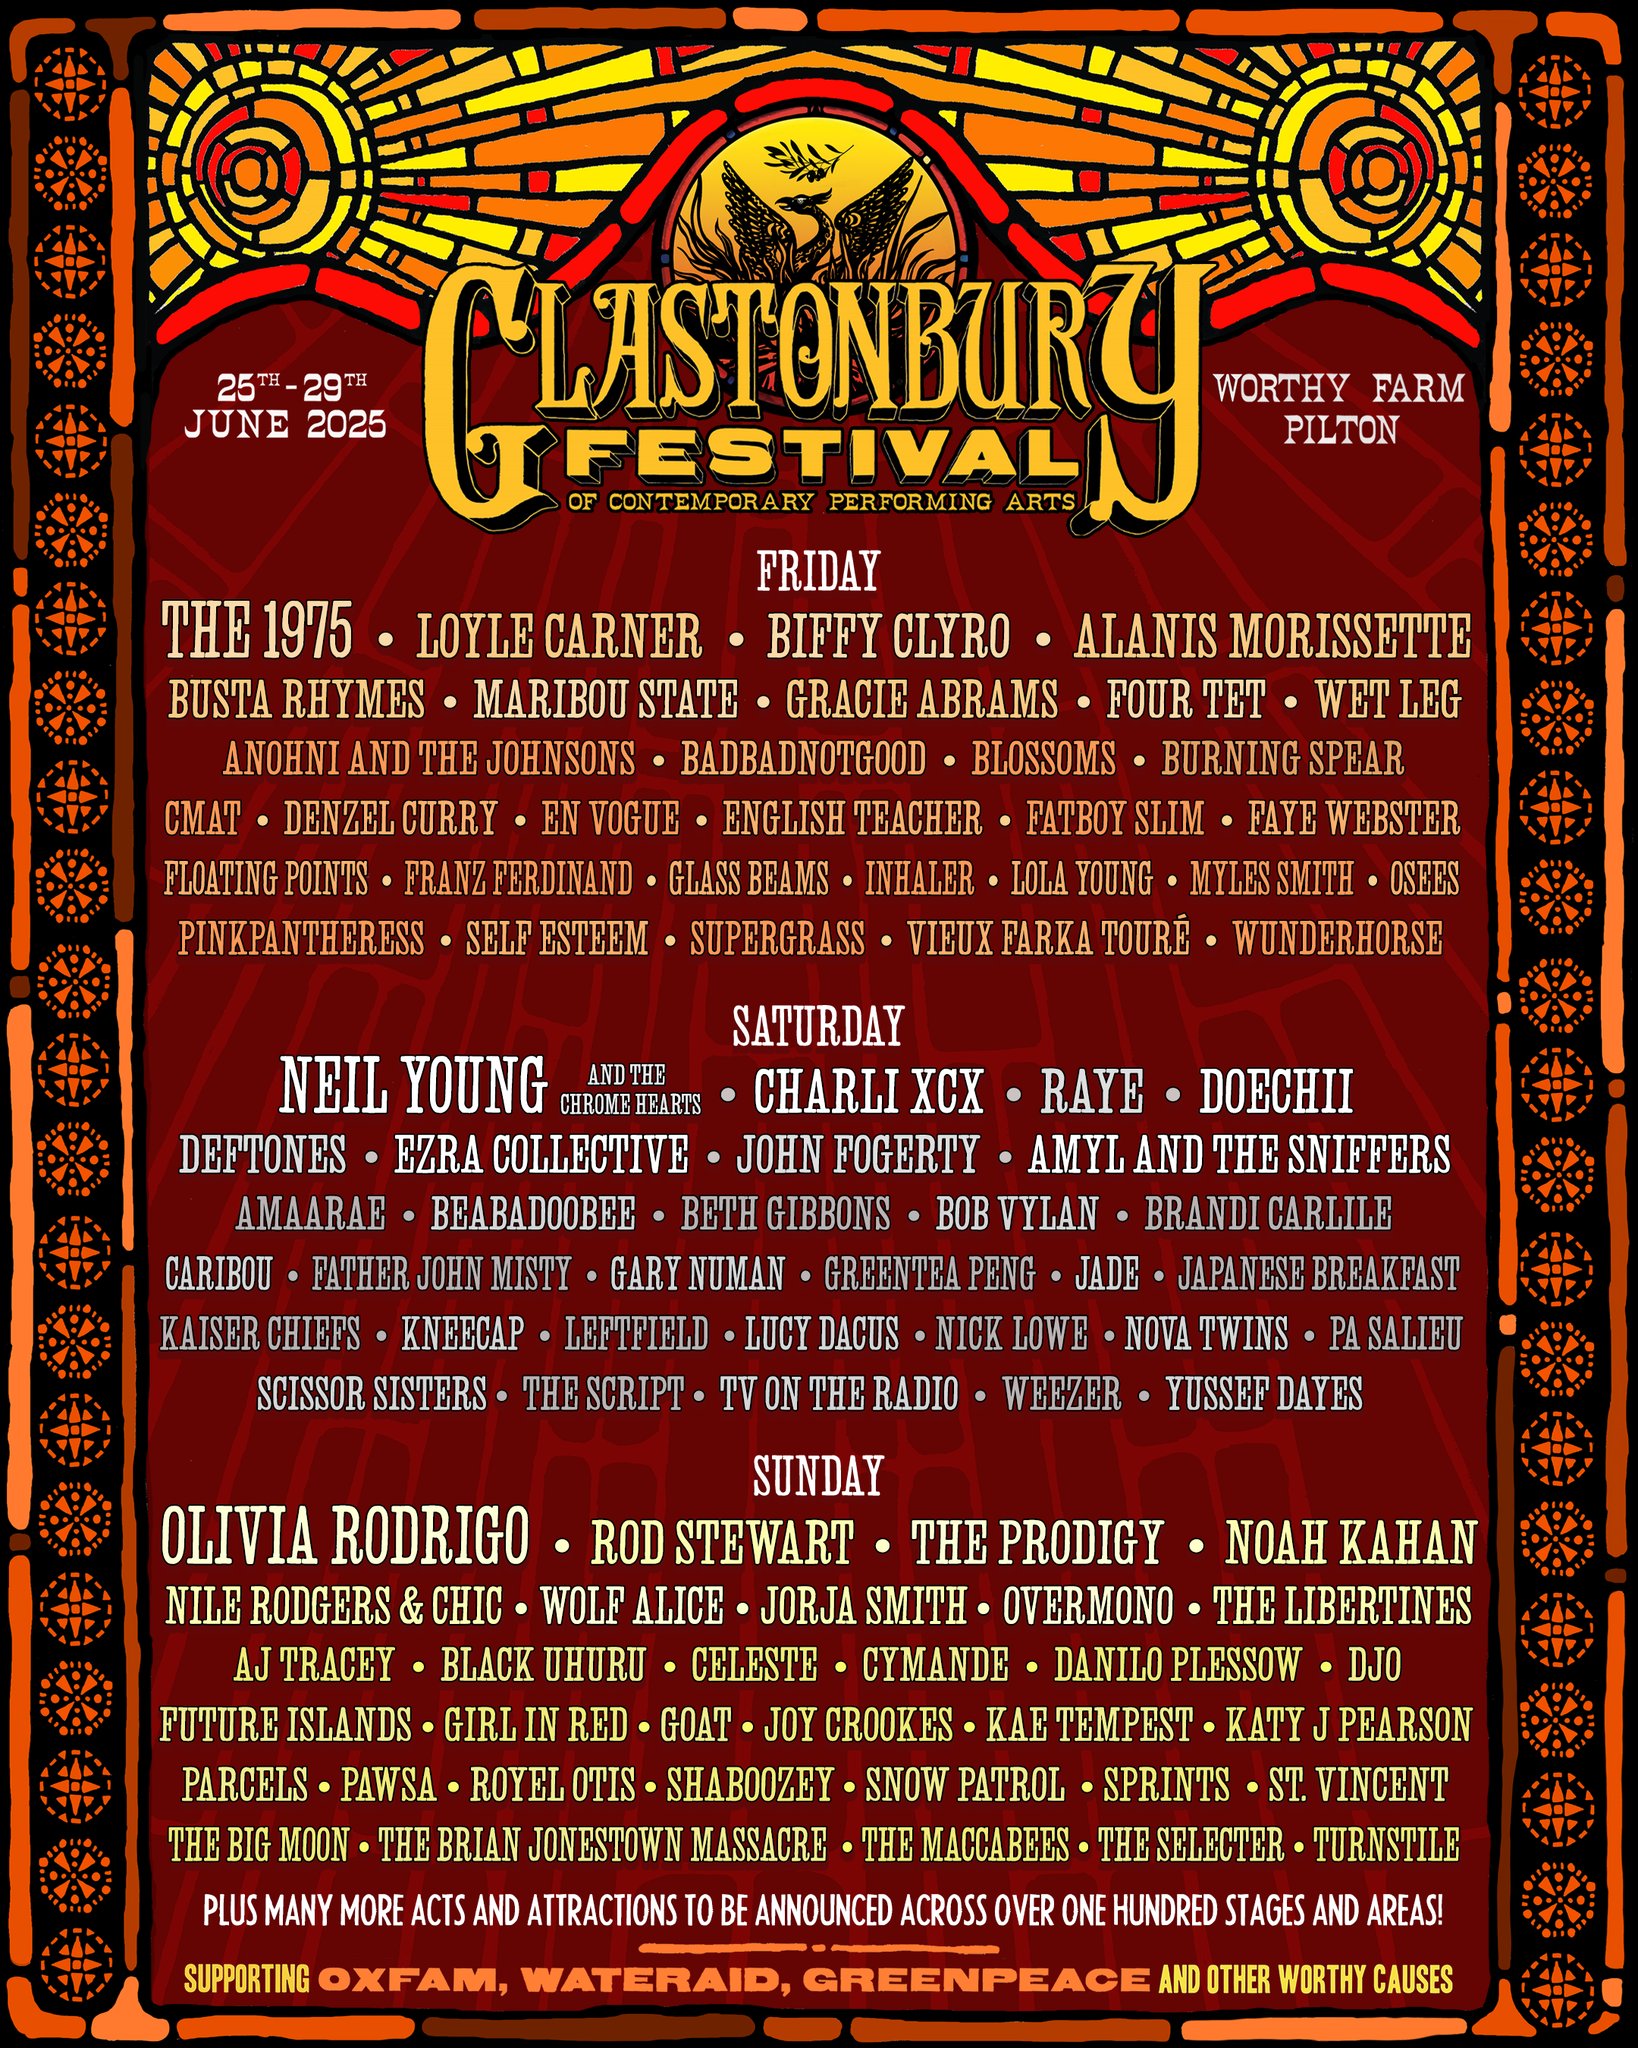 GLASTONBURY
25TH - 29TH
JUNE 2025
WORTHY FARM
PILTON
FESTIVAL
OF CONTEMPORARY PERFORMING ARTS
FRIDAY
THE 1975 • LOYLE CARNER • BIFFY CLYRO • ALANIS MORISSETTE
BUSTA RHYMES • MARIBOU STATE • GRACIE ABRAMS • FOUR TET • WET LEG
ANOHNI AND THE JOHNSONS • BADBADNOTGOOD • BLOSSOMS • BURNING SPEAR
CMAT • DENZEL CURRY • EN VOGUE • ENGLISH TEACHER • FATBOY SLIM • FAYE WEBSTER
FLOATING POINTS • FRANZ FERDINAND • GLASS BEAMS • INHALER • LOLA YOUNG • MYLES SMITH • OSEES
PINKPANTHERESS • SELF ESTEEM • SUPERGRASS • VIEUX FARKA TOURÉ • WUNDERHORSE
SATURDAY
NEIL YOUNG AND THE CHROME HEARTS • CHARLI XCX • RAYE • DOECHII
DEFTONES • EZRA COLLECTIVE • JOHN FOGERTY • AMYL AND THE SNIFFERS
AMAARAE • BEABADOOBEE • BETH GIBBONS • BOB VYLAN • BRANDI CARLILE
CARIBOU • FATHER JOHN MISTY • GARY NUMAN • GREENTEA PENG • JADE • JAPANESE BREAKFAST
KAISER CHIEFS • KNEECAP • LEFTFIELD • LUCY DACUS • NICK LOWE • NOVA TWINS • PA SALIEU
SCISSOR SISTERS • THE SCRIPT • TV ON THE RADIO • WEEZER • YUSSEF DAYES
SUNDAY
OLIVIA RODRIGO • ROD STEWART • THE PRODIGY • NOAH KAHAN
NILE RODGERS & CHIC • WOLF ALICE • JORJA SMITH • OVERMONO • THE LIBERTINES
AJ TRACEY • BLACK UHURU • CELESTE • CYMANDE • DANILO PLESSOW • DJO
FUTURE ISLANDS • GIRL IN RED • GOAT • JOY CROOKES • KAE TEMPEST • KATY J PEARSON
PARCELS • PAWSA • ROYEL OTIS • SHABOOZEY • SNOW PATROL • SPRINTS • ST. VINCENT
THE BIG MOON • THE BRIAN JONESTOWN MASSACRE • THE MACCABEES • THE SELECTER • TURNSTILE
PLUS MANY MORE ACTS AND ATTRACTIONS TO BE ANNOUNCED ACROSS OVER ONE HUNDRED STAGES AND AREAS!
SUPPORTING OXFAM, WATERAID, GREENPEACE AND OTHER WORTHY CAUSES